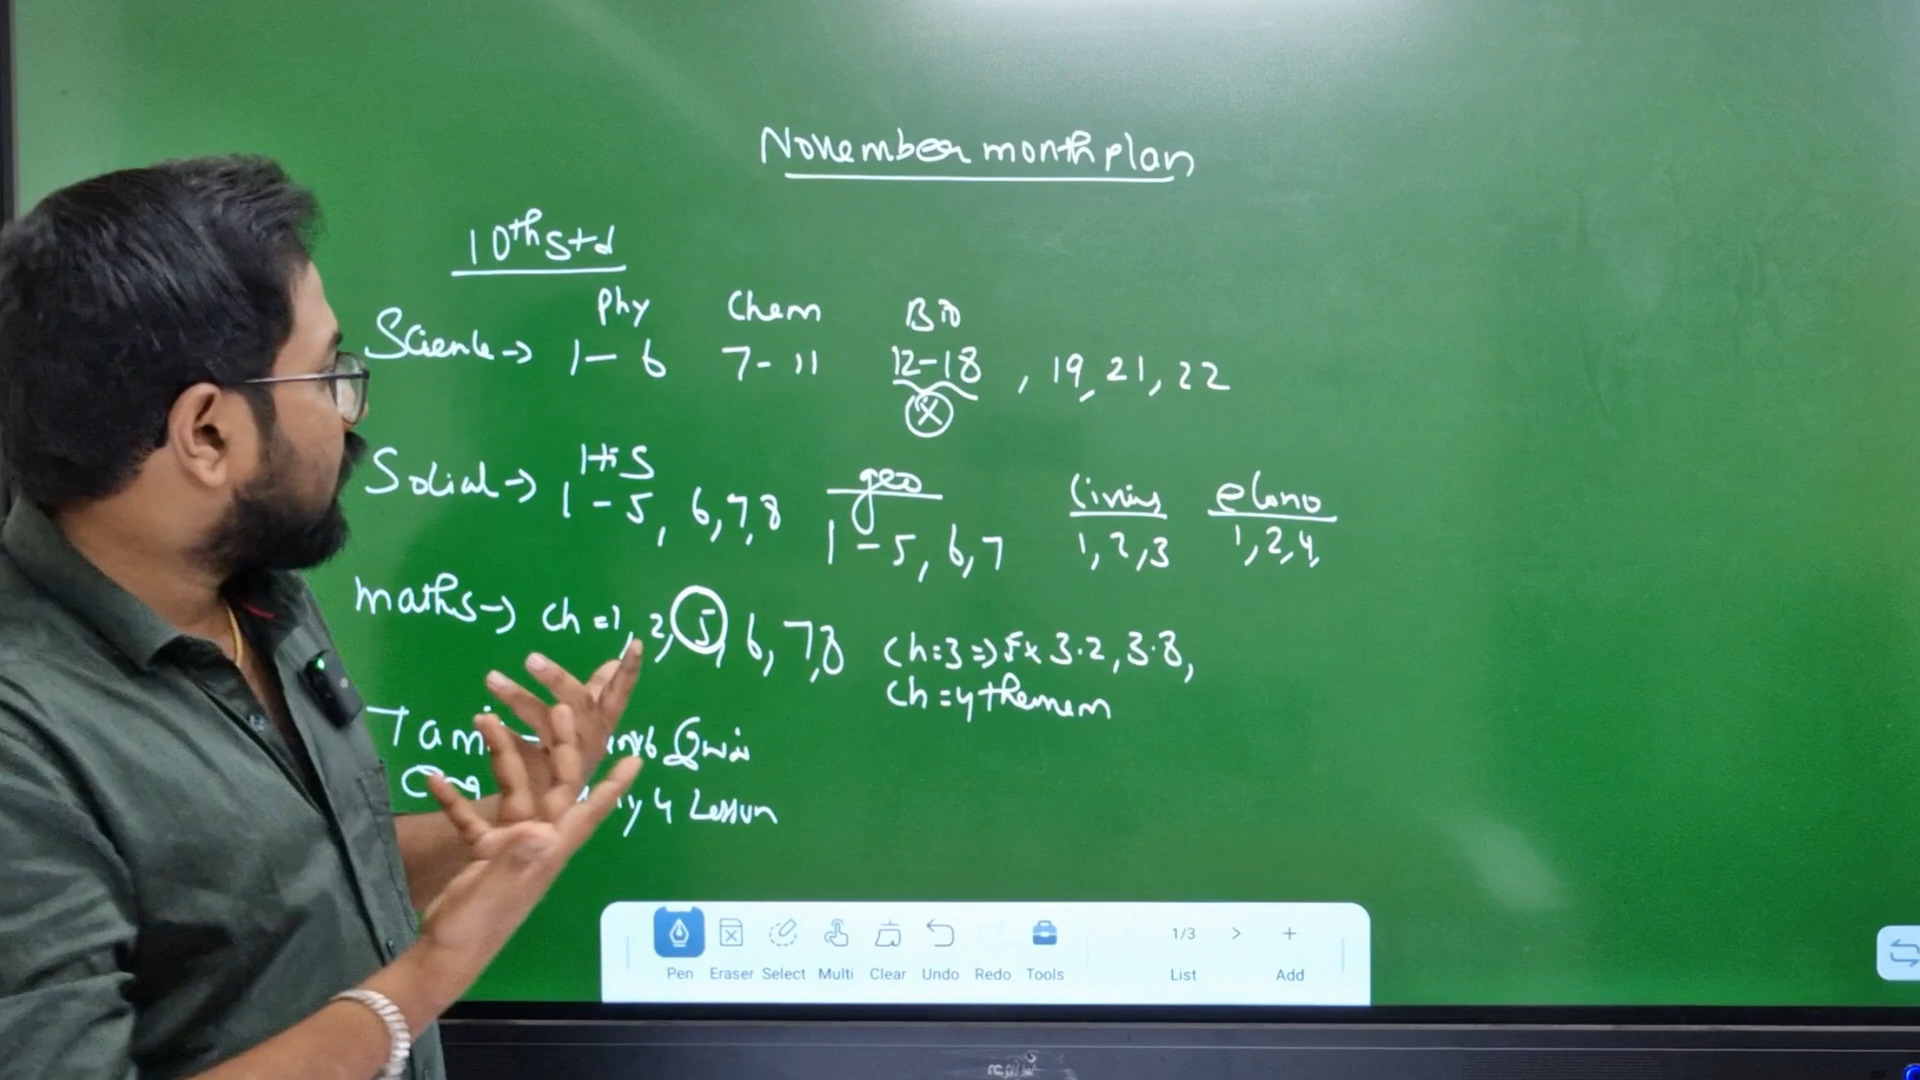 November month plan
10th Std
Phy Chem Bio
Science → 1 - 6 7 - 11 12 - 18 , 19, 21, 22
X
His geo Civics econo
Social → 1 - 5, 6, 7, 8 1 - 5, 6, 7 1, 2, 3 1, 2, 4,
maths → Ch = 1, 2, 5, 6, 7, 8 Ch = 3 ⇒ Ex 3.2, 3.8,
Ch = 4 themem
Tami
4 Lesson
1/3 > +
Pen Eraser Select Multi Clear Undo Redo Tools List Add